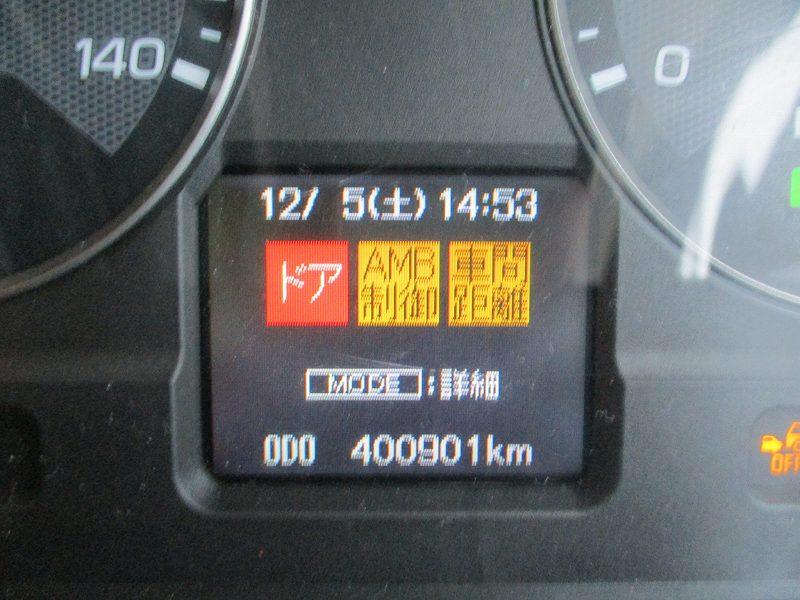 140
0
12/ 5(土) 14:53
ドア
AMB
制御
車間
距離
MODE :詳細
ODO 400901km
OFF